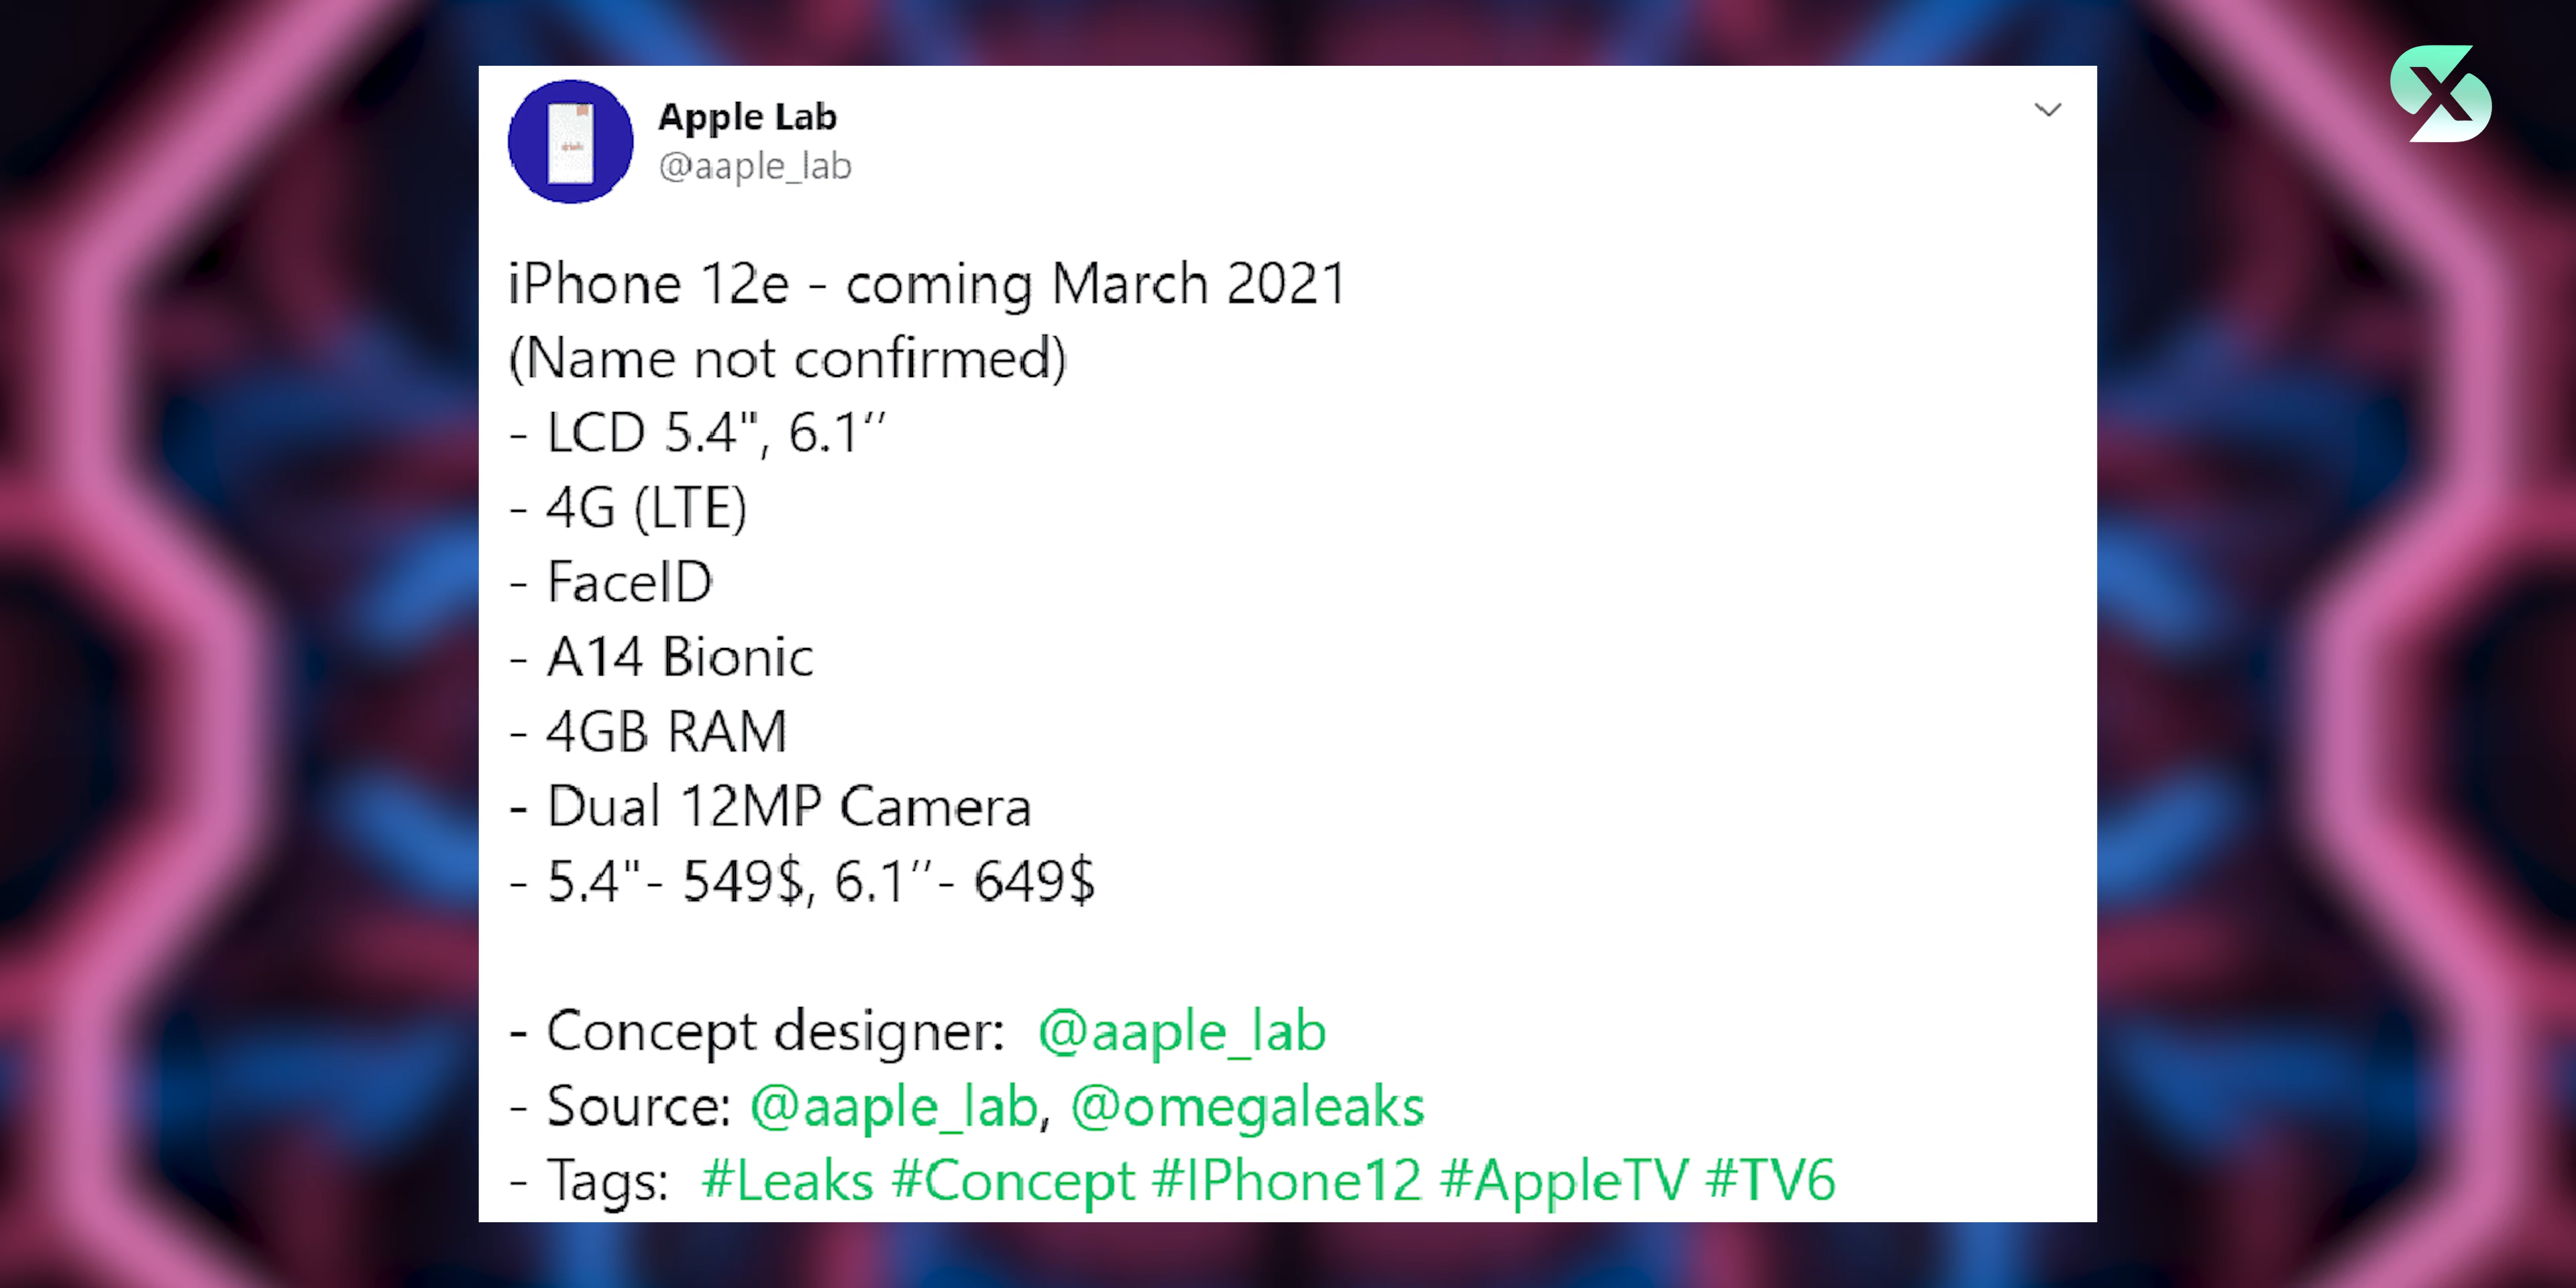 Apple Lab
@aaple_lab
iPhone 12e - coming March 2021
(Name not confirmed)
- LCD 5.4", 6.1′′
- 4G (LTE)
- FaceID
- A14 Bionic
- 4GB RAM
- Dual 12MP Camera
- 5.4"- 549$, 6.1′′- 649$
- Concept designer: @aaple_lab
- Source: @aaple_lab, @omegaleaks
- Tags: #Leaks #Concept #IPhone12 #AppleTV #TV6